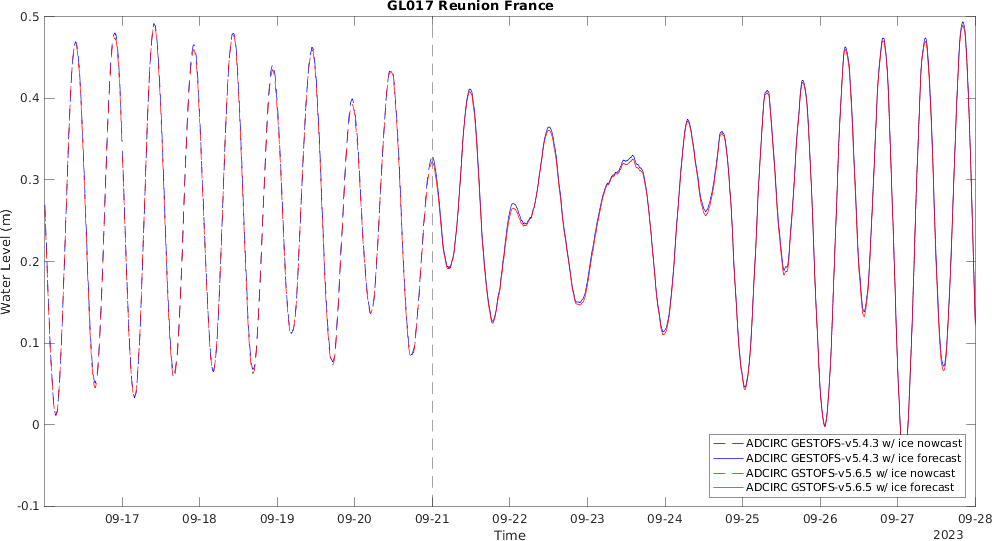 GL017 Reunion France
0.5
0.4
0.3
0.2
0.1
0
-0.1
Water Level (m)
ADCIRC GESTOFS-v5.4.3 w/ ice nowcast
ADCIRC GESTOFS-v5.4.3 w/ ice forecast
ADCIRC GSTOFS-v5.6.5 w/ ice nowcast
ADCIRC GSTOFS-v5.6.5 w/ ice forecast
09-17 09-18 09-19 09-20 09-21 09-22 09-23 09-24 09-25 09-26 09-27 09-28
Time
2023